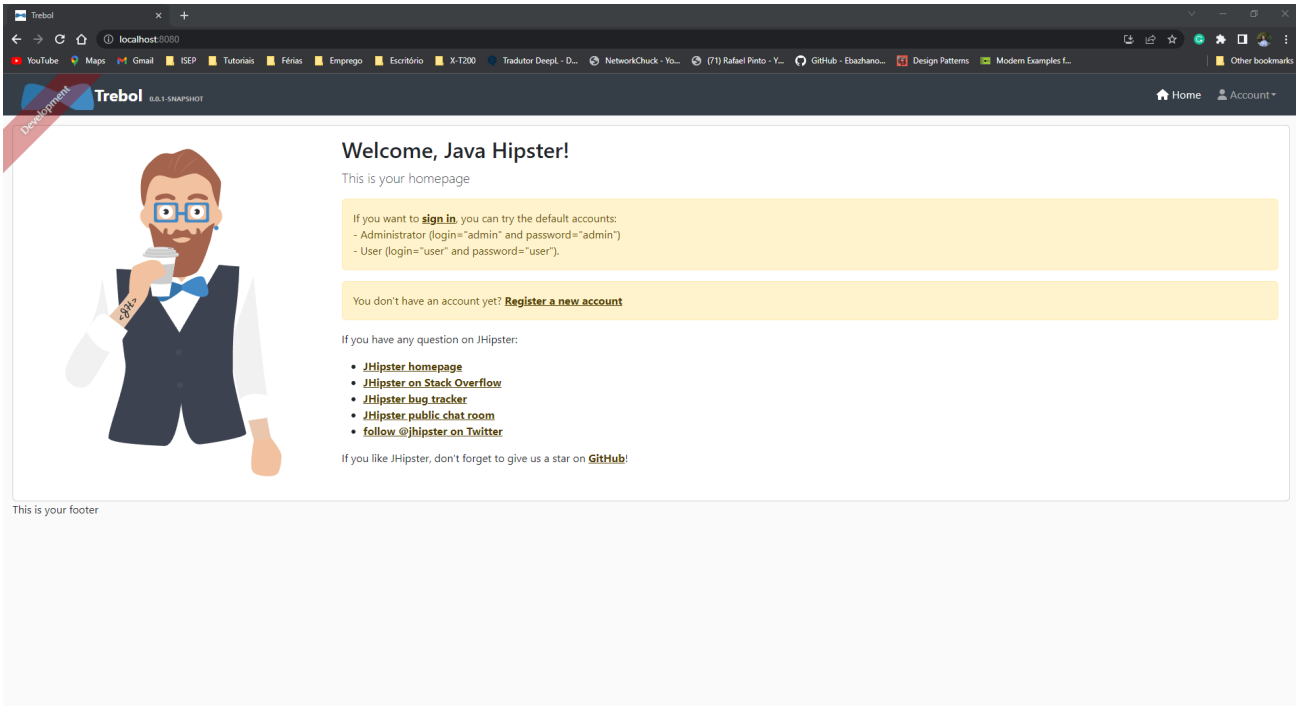 Trebol
localhost:8080
YouTube Maps Gmail ISEP Tutoriais Férias Emprego Escritório X-T200 Tradutor DeepL - D... NetworkChuck - Yo... (71) Rafael Pinto - Y... GitHub - Ebazhano... Design Patterns Modern Examples f... Other bookmarks
Development
Trebol 0.0.1-SNAPSHOT
Home Account
Welcome, Java Hipster!
This is your homepage
If you want to sign in, you can try the default accounts:
- Administrator (login="admin" and password="admin")
- User (login="user" and password="user").
You don't have an account yet? Register a new account
If you have any question on JHipster:
JHipster homepage
JHipster on Stack Overflow
JHipster bug tracker
JHipster public chat room
follow @jhipster on Twitter
If you like JHipster, don't forget to give us a star on GitHub!
<JH>
This is your footer